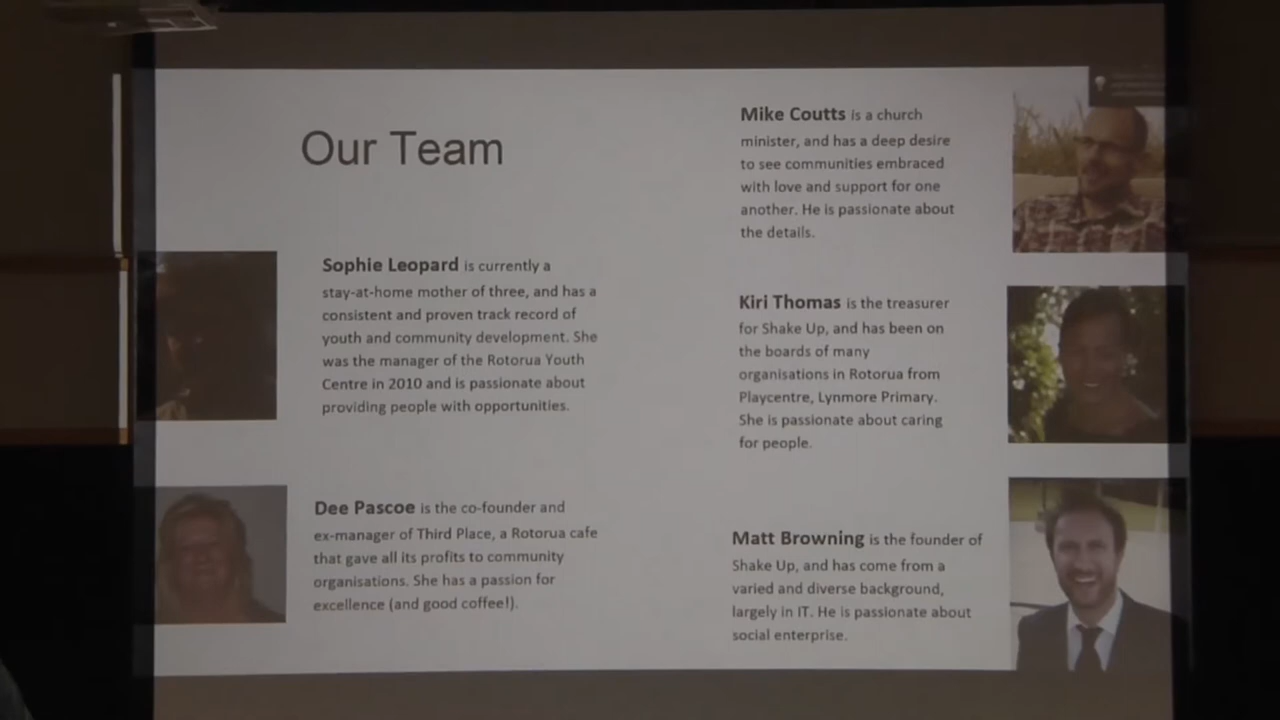 Our Team
Sophie Leopard is currently a
stay-at-home mother of three, and has a
consistent and proven track record of
youth and community development. She
was the manager of the Rotorua Youth
Centre in 2010 and is passionate about
providing people with opportunities.
Dee Pascoe is the co-founder and
ex-manager of Third Place, a Rotorua cafe
that gave all its profits to community
organisations. She has a passion for
excellence (and good coffee!).
Mike Coutts is a church
minister, and has a deep desire
to see communities embraced
with love and support for one
another. He is passionate about
the details.
Kiri Thomas is the treasurer
for Shake Up, and has been on
the boards of many
organisations in Rotorua from
Playcentre, Lynmore Primary.
She is passionate about caring
for people.
Matt Browning is the founder of
Shake Up, and has come from a
varied and diverse background,
largely in IT. He is passionate about
social enterprise.